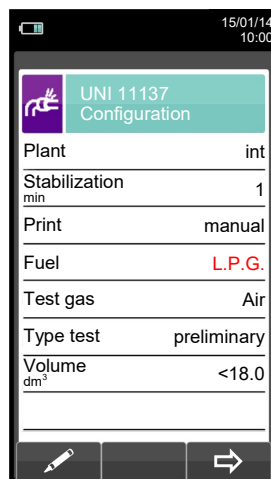 15/01/14
10:00
UNI 11137
Configuration
Plant int
Stabilization
min 1
Print manual
Fuel L.P.G.
Test gas Air
Type test preliminary
Volume
dm³ <18.0